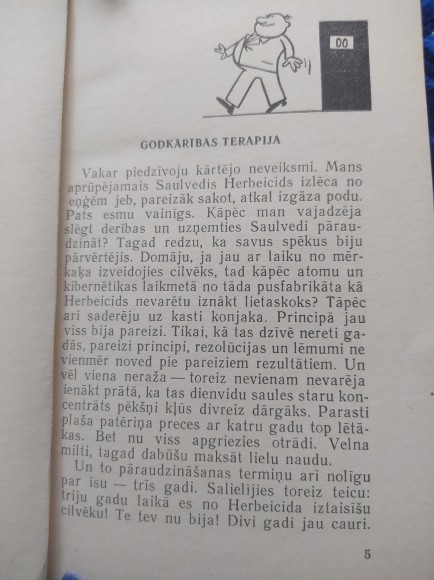 00
GODKĀRĪBAS TERAPIJA
Vakar piedzīvoju kārtējo neveiksmi. Mans
aprūpējamais Saulvedis Herbeicids izlēca no
eņģēm jeb, pareizāk sakot, atkal izgāza podu.
Pats esmu vainīgs. Kāpēc man vajadzēja
slēgt derības un uzņemties Saulvedi pāraudzināt?
Tagad redzu, ka savus spēkus biju
pārvērtējis. Domāju, ja jau ar laiku no mērkaķa
izveidojies cilvēks, tad kāpēc atomu un
kibernētikas laikmetā no tāda pusfabrikāta kā
Herbeicids nevarētu iznākt lietaskoks? Tāpēc
arī saderēju uz kasti konjaka. Principā jau
viss bija pareizi. Tikai, kā tas dzīvē nereti gadās,
pareizi principi, rezolūcijas un lēmumi ne
vienmēr noved pie pareiziem rezultātiem. Un
vēl viena neraža — toreiz nevienam nevarēja
ienākt prātā, ka tas dienvidu saules staru koncentrāts
pēkšņi kļūs divreiz dārgāks. Parasti
plaša patēriņa preces ar katru gadu top lētākas.
Bet nu viss apgriezies otrādi. Velna
milti, tagad dabūšu maksāt lielu naudu.
Un to pāraudzināšanas termiņu arī nolīgu
par īsu — trīs gadi. Salielījies toreiz teicu:
triju gadu laikā es no Herbeicida iztaisīšu
cilvēku! Te tev nu bija! Divi gadi jau cauri.
5